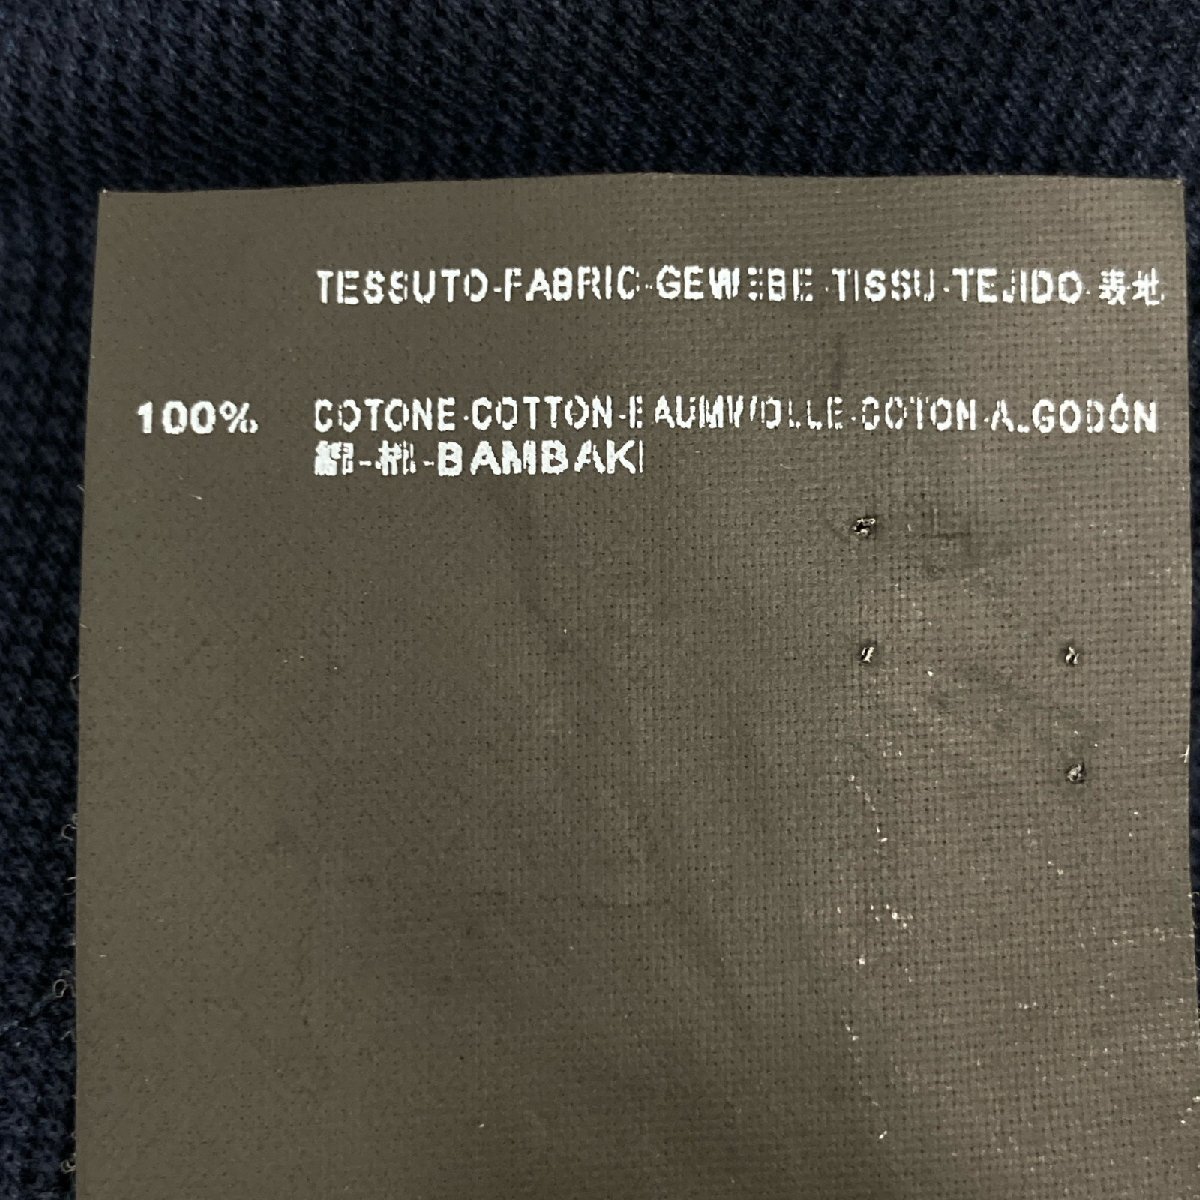 TESSUTO-FABRIC-GEWEBE-TISSU-TEJIDO-表地
100% COTONE-COTTON-BAUMWOLLE-COTON-ALGODÓN
綿-棉-BAMBAKI